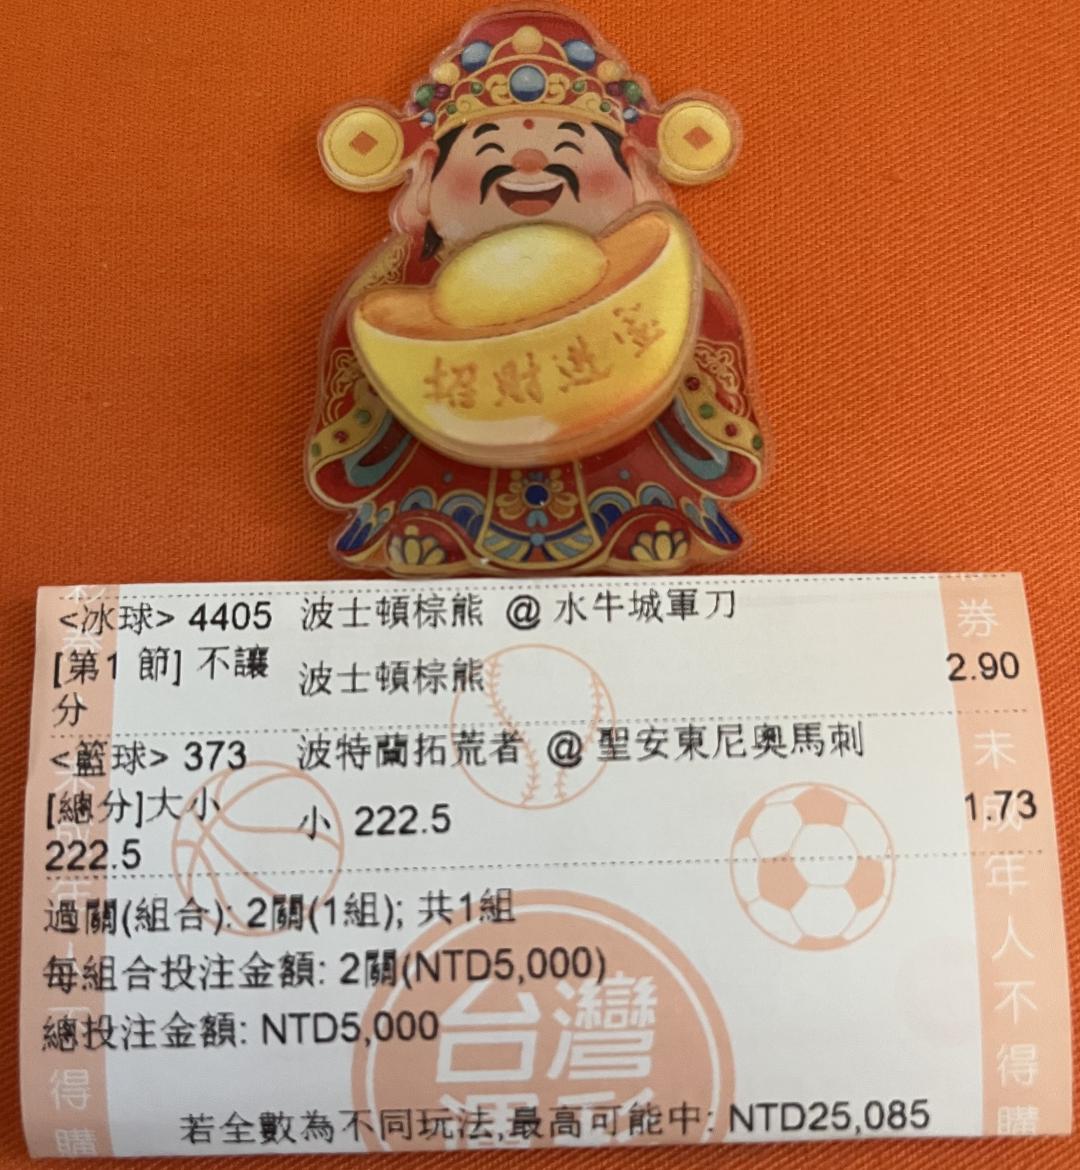 招財進寶
<冰球> 4405 波士頓棕熊 @ 水牛城軍刀
[第1 節] 不讓分 波士頓棕熊 2.90
<籃球> 373 波特蘭拓荒者 @ 聖安東尼奧馬刺
[總分]大小 222.5 小 222.5 1.73
過關(組合): 2關(1組); 共1組
每組合投注金額: 2關(NTD5,000)
總投注金額: NTD5,000
若全數為不同玩法,最高可能中: NTD25,085
台灣
券
未成年人不得購